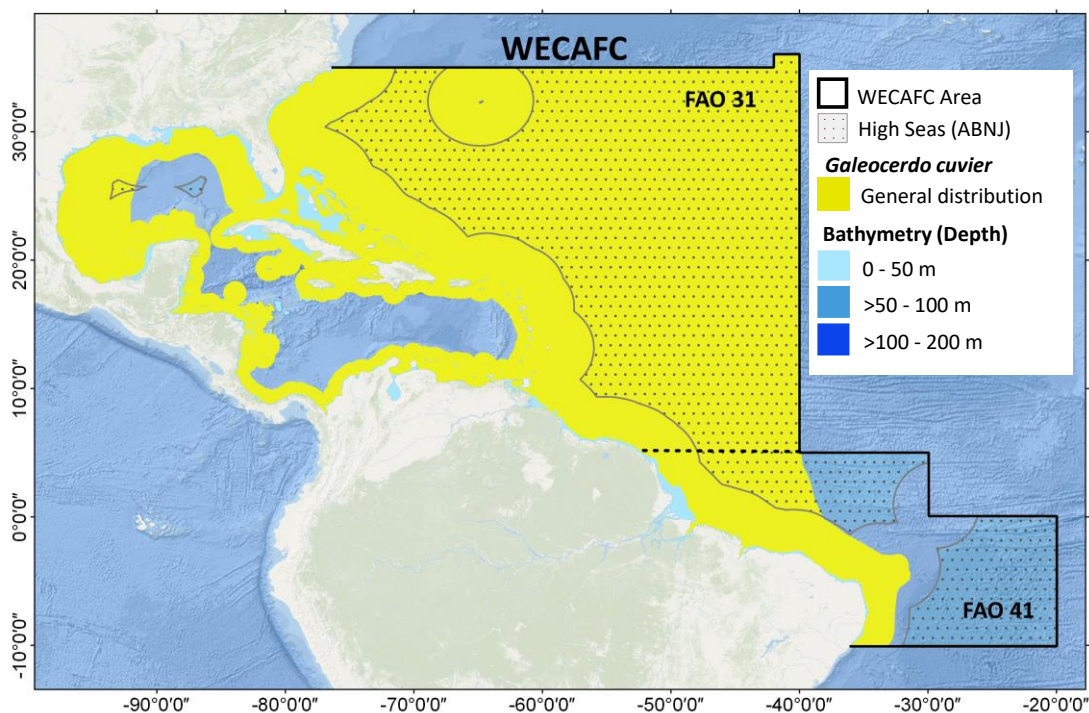 WECAFC
FAO 31
WECAFC Area
High Seas (ABNJ)
Galeocerdo cuvier
General distribution
Bathymetry (Depth)
0 - 50 m
>50 - 100 m
>100 - 200 m
FAO 41
30°0'0"
20°0'0"
10°0'0"
0°0'0"
-10°0'0"
-90°0'0"
-80°0'0"
-70°0'0"
-60°0'0"
-50°0'0"
-40°0'0"
-30°0'0"
-20°0'0"